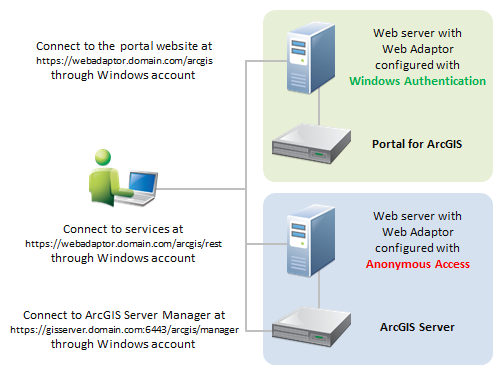 Connect to the portal website at
https://webadaptor.domain.com/arcgis
through Windows account
Web server with
Web Adaptor
configured with
Windows Authentication
Portal for ArcGIS
Connect to services at
https://webadaptor.domain.com/arcgis/rest
through Windows account
Web server with
Web Adaptor
configured with
Anonymous Access
Connect to ArcGIS Server Manager at
https://gisserver.domain.com:6443/arcgis/manager
through Windows account
ArcGIS Server